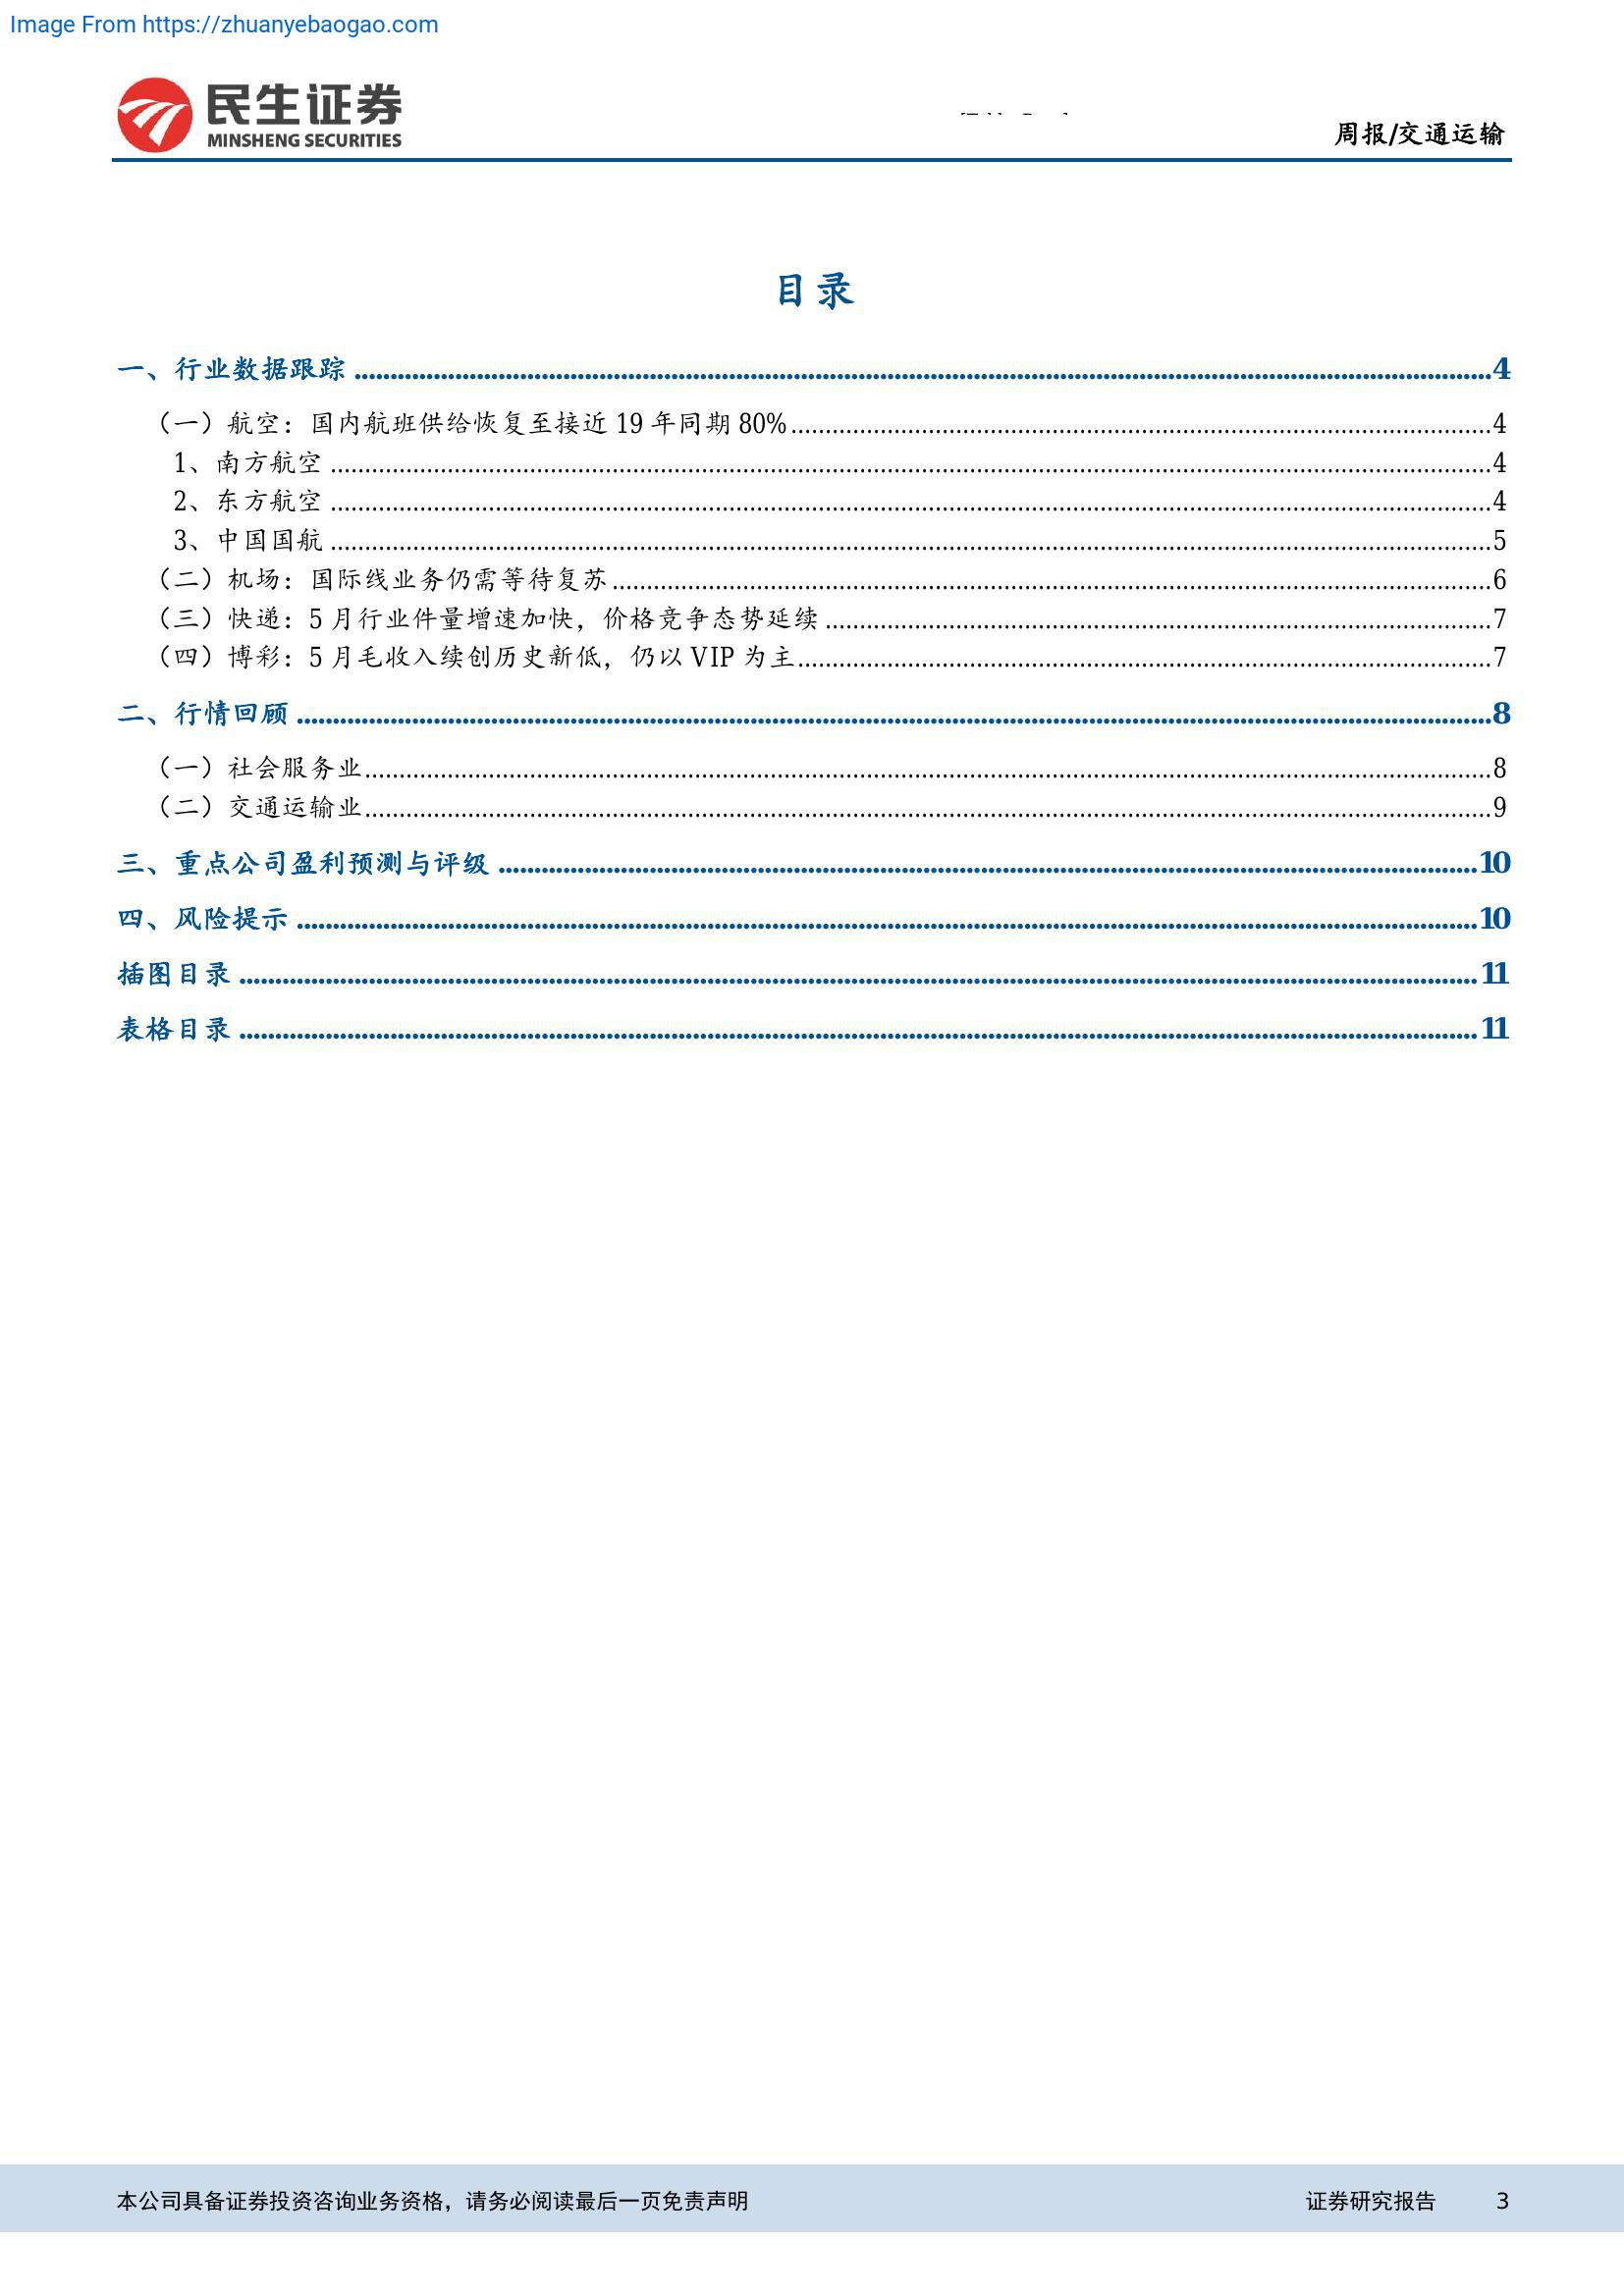 Image From https://zhuanyebaogao.com
民生证券
MINSHENG SECURITIES
周报/交通运输
目录
一、行业数据跟踪 ........ 4
（一）航空：国内航班供给恢复至接近 19 年同期 80% ........ 4
1、南方航空 ........ 4
2、东方航空 ........ 4
3、中国国航 ........ 5
（二）机场：国际线业务仍需等待复苏 ........ 6
（三）快递：5 月行业件量增速加快，价格竞争态势延续 ........ 7
（四）博彩：5 月毛收入续创历史新低，仍以 VIP 为主 ........ 7
二、行情回顾 ........ 8
（一）社会服务业 ........ 8
（二）交通运输业 ........ 9
三、重点公司盈利预测与评级 ........ 10
四、风险提示 ........ 10
插图目录 ........ 11
表格目录 ........ 11
本公司具备证券投资咨询业务资格，请务必阅读最后一页免责声明 证券研究报告 3